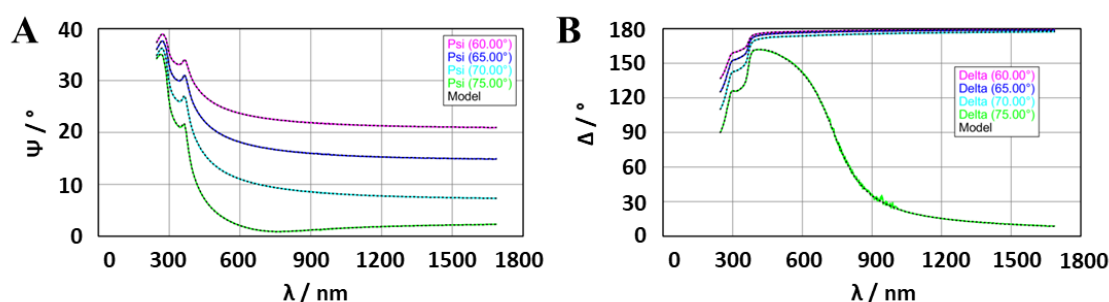 A
Ψ / °
40
30
20
10
0
Psi (60.00°)
Psi (65.00°)
Psi (70.00°)
Psi (75.00°)
Model
0 300 600 900 1200 1500 1800
λ / nm
B
Δ / °
180
150
120
90
60
30
0
Delta (60.00°)
Delta (65.00°)
Delta (70.00°)
Delta (75.00°)
Model
0 300 600 900 1200 1500 1800
λ / nm